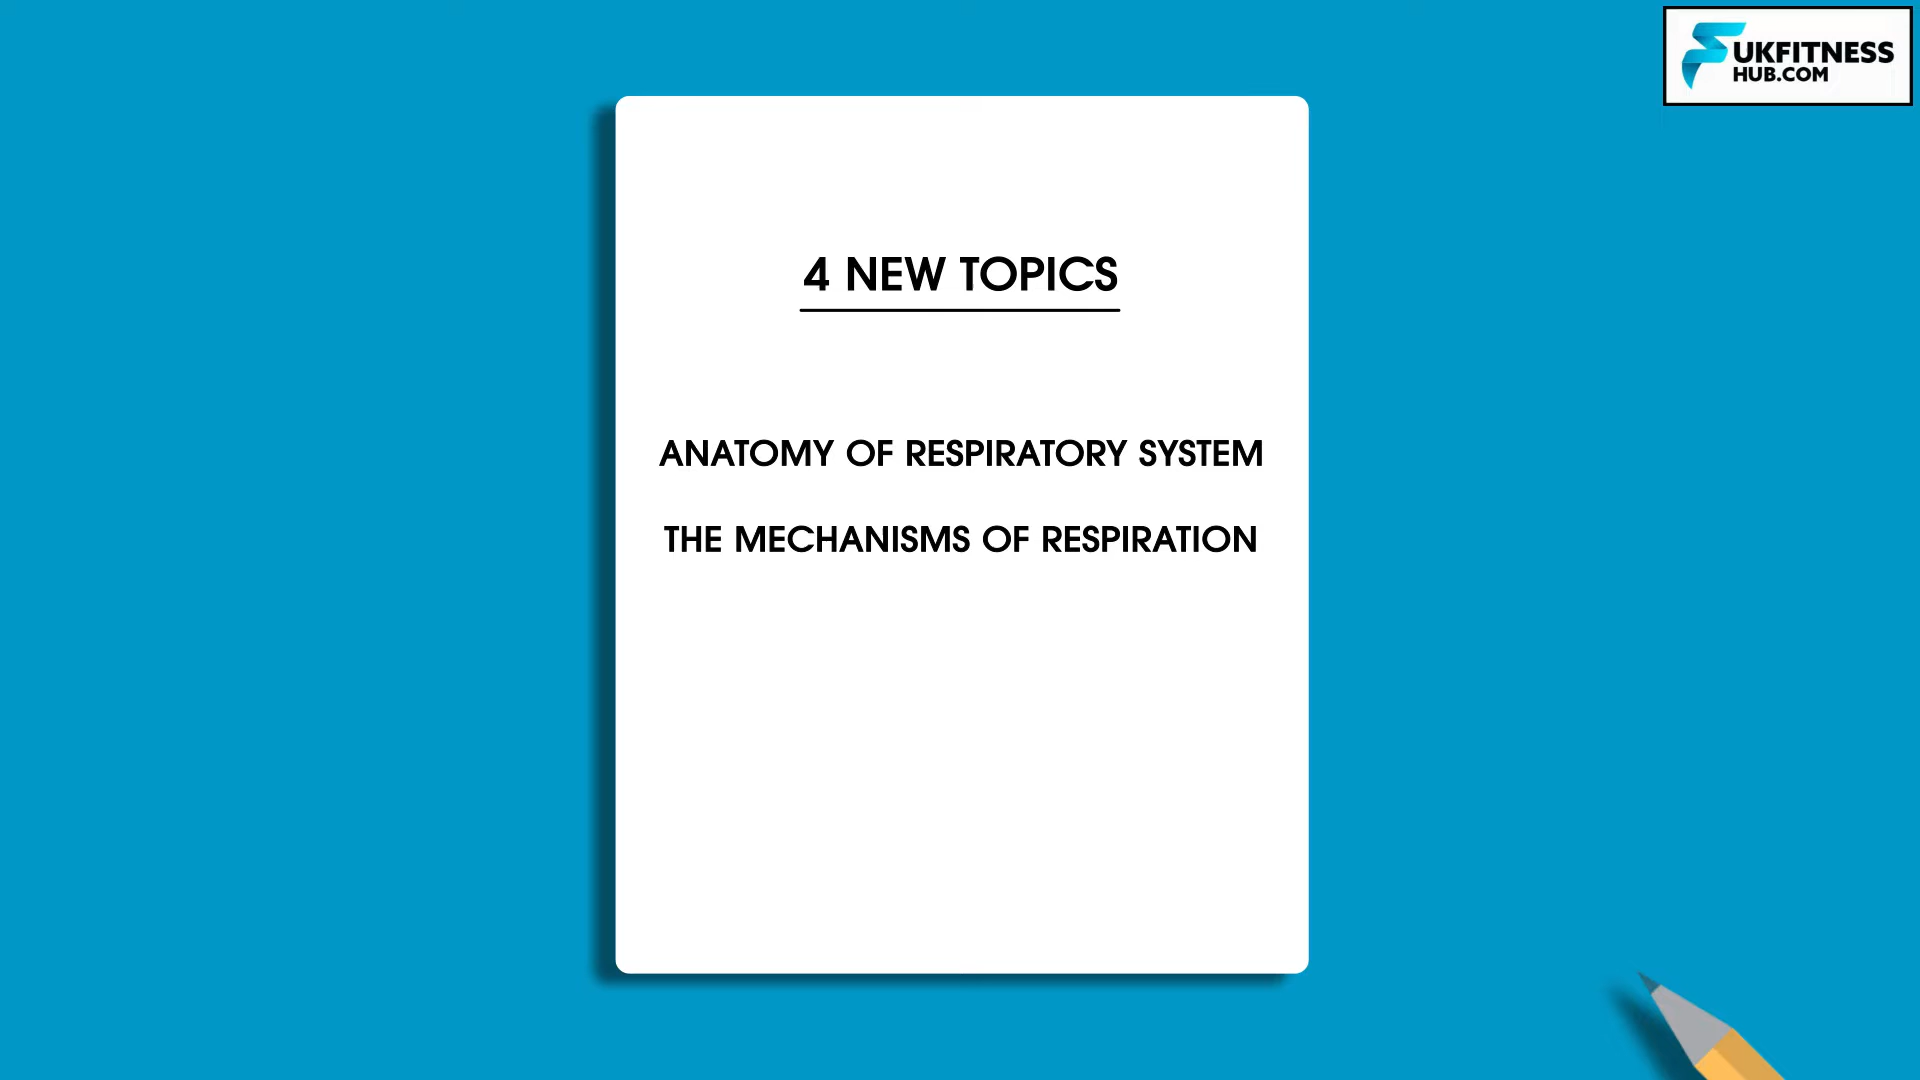 UKFITNESS
HUB.COM
4 NEW TOPICS
ANATOMY OF RESPIRATORY SYSTEM
THE MECHANISMS OF RESPIRATION